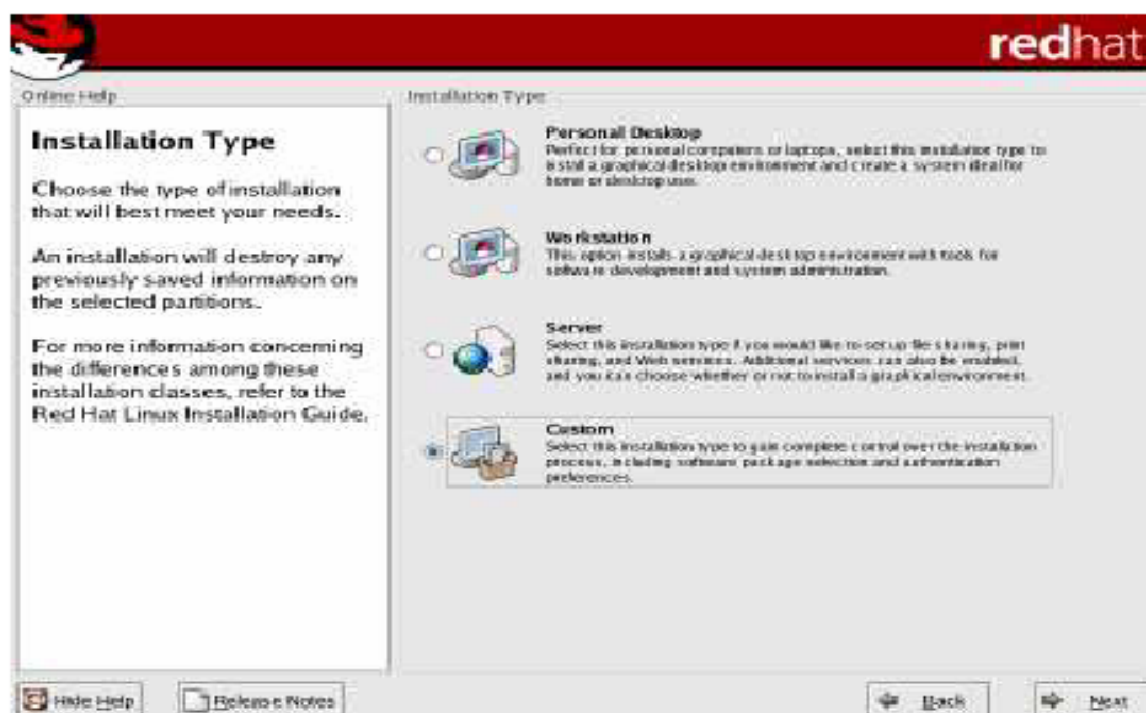 redhat
Online Help
Installation Type
Choose the type of installation
that will best meet your needs.
An installation will destroy any
previously saved information on
the selected partitions.
For more information concerning
the differences among these
installation classes, refer to the
Red Hat Linux Installation Guide.
Installation Type
Personal Desktop
Perfect for personal computers or laptops, select this installation type to
install a graphical desktop environment and create a system ideal for
home or desktop use.
Workstation
This option installs a graphical desktop environment with tools for
software development and system administration.
Server
Select this installation type if you would like to set up file sharing, print
sharing, and Web services. Additional services can also be enabled,
and you can choose whether or not to install a graphical environment.
Custom
Select this installation type to gain complete control over the installation
process, including software package selection and authentication
preferences.
Hide Help
Release Notes
Back
Next